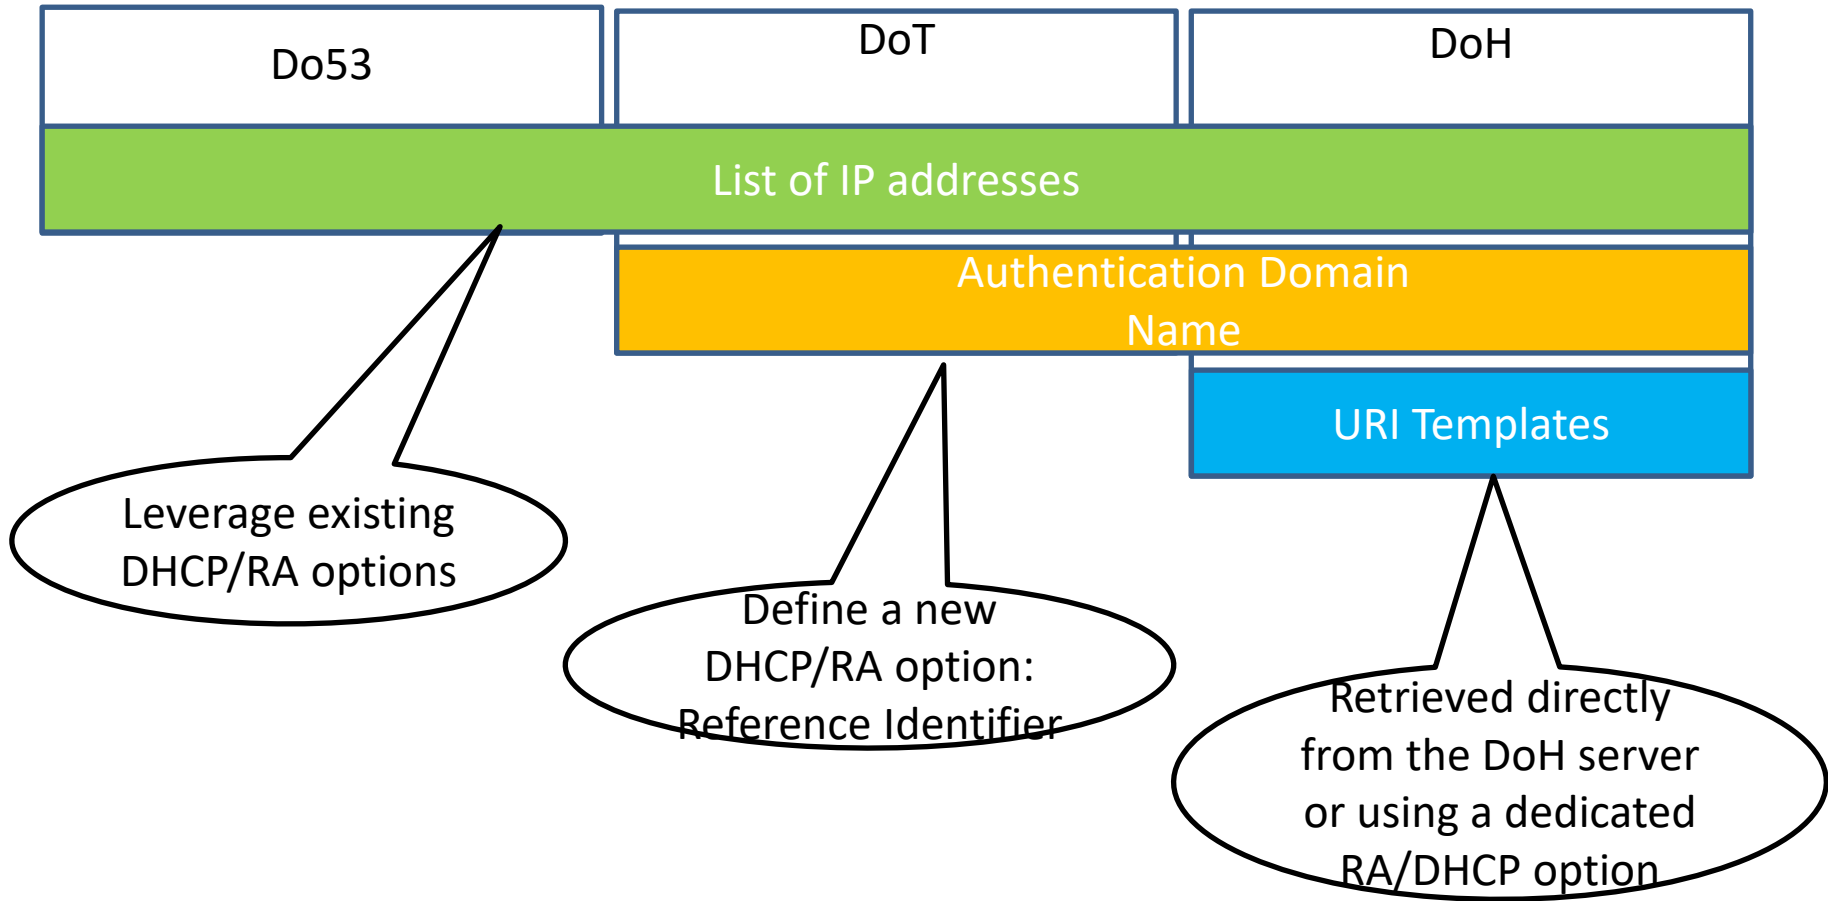 Do53
DoT
DoH
List of IP addresses
Authentication Domain
Name
URI Templates
Leverage existing
DHCP/RA options
Define a new
DHCP/RA option:
Reference Identifier
Retrieved directly
from the DoH server
or using a dedicated
RA/DHCP option